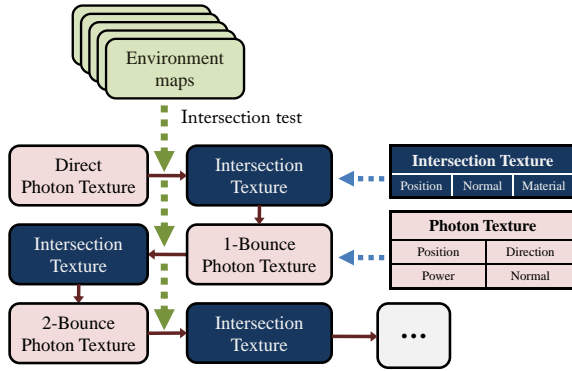 Environment
maps
Intersection test
Direct
Photon Texture
Intersection
Texture
Intersection Texture
Position Normal Material
Intersection
Texture
1-Bounce
Photon Texture
Photon Texture
Position Direction
Power Normal
2-Bounce
Photon Texture
Intersection
Texture
...